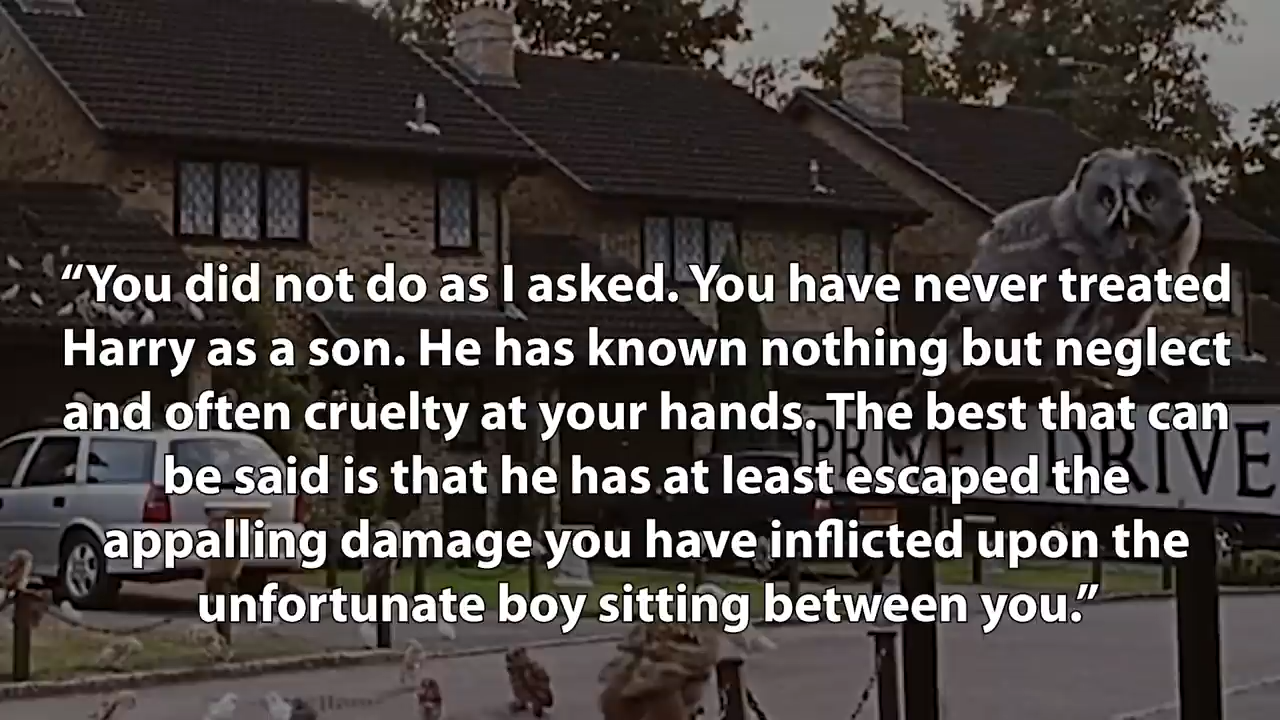 “You did not do as I asked. You have never treated
Harry as a son. He has known nothing but neglect
and often cruelty at your hands. The best that can
be said is that he has at least escaped the
appalling damage you have inflicted upon the
unfortunate boy sitting between you.”
PRIVET DRIVE